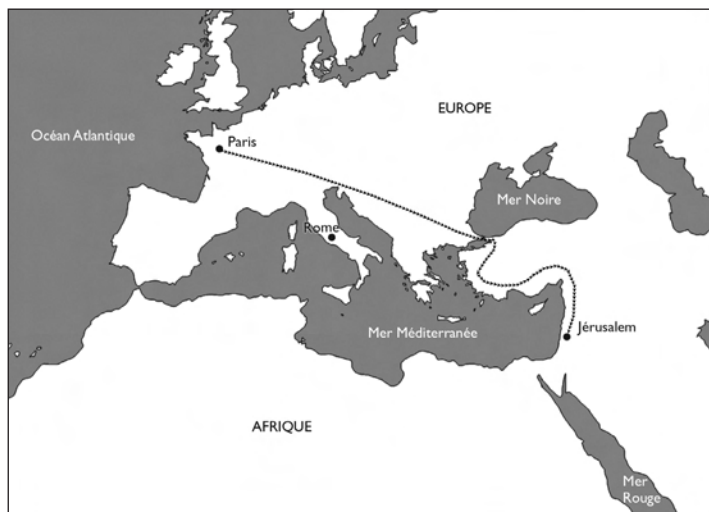 EUROPE
Océan Atlantique
Paris
Mer Noire
Rome
Mer Méditerranée
Jérusalem
AFRIQUE
Mer
Rouge